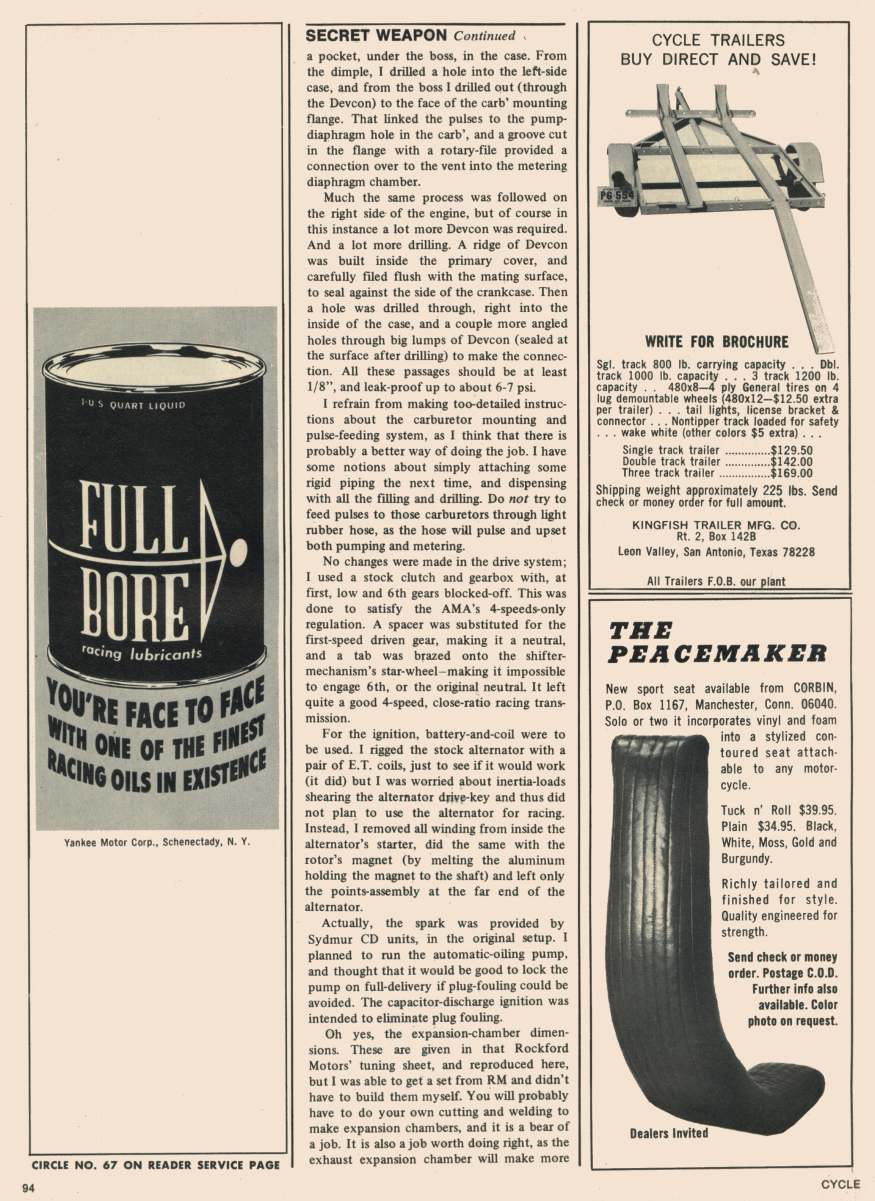 1·U S QUART LIQUID
FULL
BORE
racing lubricants
YOU'RE FACE TO FACE
WITH ONE OF THE FINEST
RACING OILS IN EXISTENCE
Yankee Motor Corp., Schenectady, N. Y.
CIRCLE NO. 67 ON READER SERVICE PAGE
94
SECRET WEAPON Continued
a pocket, under the boss, in the case. From
the dimple, I drilled a hole into the left-side
case, and from the boss I drilled out (through
the Devcon) to the face of the carb' mounting
flange. That linked the pulses to the pump-
diaphragm hole in the carb', and a groove cut
in the flange with a rotary-file provided a
connection over to the vent into the metering
diaphragm chamber.
Much the same process was followed on
the right side of the engine, but of course in
this instance a lot more Devcon was required.
And a lot more drilling. A ridge of Devcon
was built inside the primary cover, and
carefully filed flush with the mating surface,
to seal against the side of the crankcase. Then
a hole was drilled through, right into the
inside of the case, and a couple more angled
holes through big lumps of Devcon (sealed at
the surface after drilling) to make the connec-
tion. All these passages should be at least
1/8", and leak-proof up to about 6-7 psi.
I refrain from making too-detailed instruc-
tions about the carburetor mounting and
pulse-feeding system, as I think that there is
probably a better way of doing the job. I have
some notions about simply attaching some
rigid piping the next time, and dispensing
with all the filling and drilling. Do not try to
feed pulses to those carburetors through light
rubber hose, as the hose will pulse and upset
both pumping and metering.
No changes were made in the drive system;
I used a stock clutch and gearbox with, at
first, low and 6th gears blocked-off. This was
done to satisfy the AMA's 4-speeds-only
regulation. A spacer was substituted for the
first-speed driven gear, making it a neutral,
and a tab was brazed onto the shifter-
mechanism's star-wheel—making it impossible
to engage 6th, or the original neutral. It left
quite a good 4-speed, close-ratio racing trans-
mission.
For the ignition, battery-and-coil were to
be used. I rigged the stock alternator with a
pair of E.T. coils, just to see if it would work
(it did) but I was worried about inertia-loads
shearing the alternator drive-key and thus did
not plan to use the alternator for racing.
Instead, I removed all winding from inside the
alternator's starter, did the same with the
rotor's magnet (by melting the aluminum
holding the magnet to the shaft) and left only
the points-assembly at the far end of the
alternator.
Actually, the spark was provided by
Sydmur CD units, in the original setup. I
planned to run the automatic-oiling pump,
and thought that it would be good to lock the
pump on full-delivery if plug-fouling could be
avoided. The capacitor-discharge ignition was
intended to eliminate plug fouling.
Oh yes, the expansion-chamber dimen-
sions. These are given in that Rockford
Motors' tuning sheet, and reproduced here,
but I was able to get a set from RM and didn't
have to build them myself. You will probably
have to do your own cutting and welding to
make expansion chambers, and it is a bear of
a job. It is also a job worth doing right, as the
exhaust expansion chamber will make more
CYCLE TRAILERS
BUY DIRECT AND SAVE!
P6·554
WRITE FOR BROCHURE
Sgl. track 800 lb. carrying capacity . . . Dbl.
track 1000 lb. capacity . . . 3 track 1200 lb.
capacity . . 480x8—4 ply General tires on 4
lug demountable wheels (480x12—$12.50 extra
per trailer) . . . tail lights, license bracket &
connector . . . Nontipper track loaded for safety
. . . wake white (other colors $5 extra) . . .
Single track trailer ..............$129.50
Double track trailer .............$142.00
Three track trailer ...............$169.00
Shipping weight approximately 225 lbs. Send
check or money order for full amount.
KINGFISH TRAILER MFG. CO.
Rt. 2, Box 142B
Leon Valley, San Antonio, Texas 78228
All Trailers F.O.B. our plant
THE
PEACEMAKER
New sport seat available from CORBIN,
P.O. Box 1167, Manchester, Conn. 06040.
Solo or two it incorporates vinyl and foam
into a stylized con-
toured seat attach-
able to any motor-
cycle.
Tuck n' Roll $39.95.
Plain $34.95. Black,
White, Moss, Gold and
Burgundy.
Richly tailored and
finished for style.
Quality engineered for
strength.
Send check or money
order. Postage C.O.D.
Further info also
available. Color
photo on request.
Dealers Invited
CYCLE